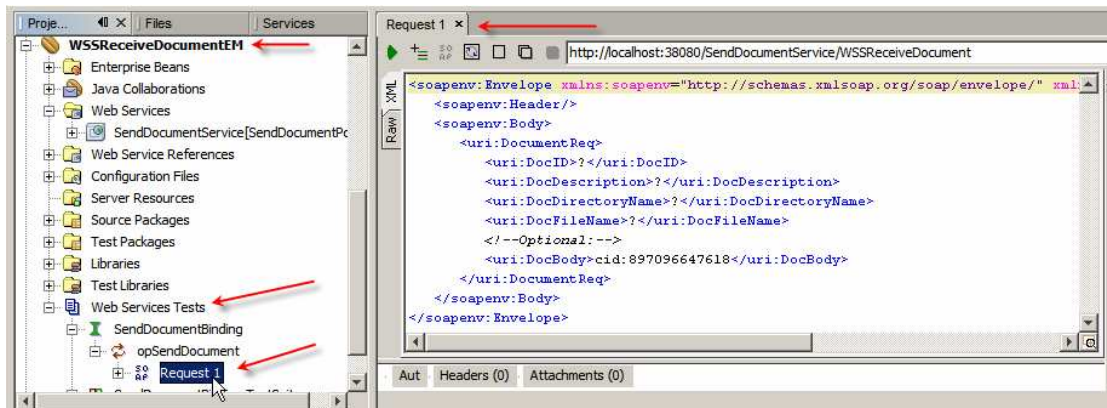 Proje...
Files
Services
WSSReceiveDocumentEM
Enterprise Beans
Java Collaborations
Web Services
SendDocumentService[SendDocumentPo
Web Service References
Configuration Files
Server Resources
Source Packages
Test Packages
Libraries
Test Libraries
Web Services Tests
SendDocumentBinding
opSendDocument
Request 1
Request 1
http://localhost:38080/SendDocumentService/WSSReceiveDocument
XML
Raw
<soapenv:Envelope xmlns:soapenv="http://schemas.xmlsoap.org/soap/envelope/" xml
<soapenv:Header/>
<soapenv:Body>
<uri:DocumentReq>
<uri:DocID>?</uri:DocID>
<uri:DocDescription>?</uri:DocDescription>
<uri:DocDirectoryName>?</uri:DocDirectoryName>
<uri:DocFileName>?</uri:DocFileName>
<!--Optional:-->
<uri:DocBody>cid:897096647618</uri:DocBody>
</uri:DocumentReq>
</soapenv:Body>
</soapenv:Envelope>
Aut
Headers (0)
Attachments (0)